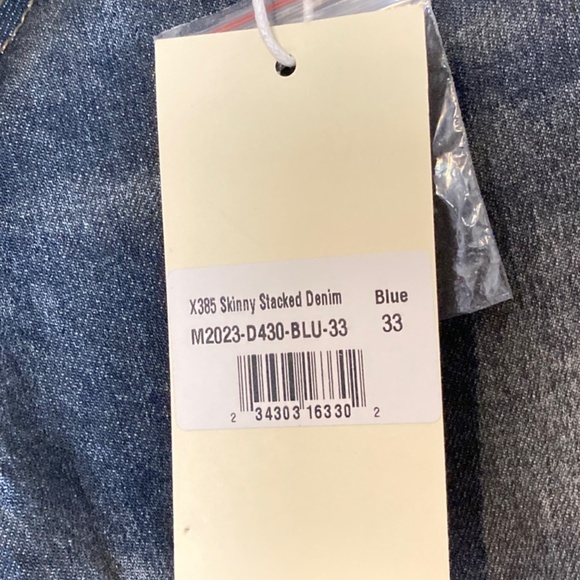 X385 Skinny Stacked Denim Blue
M2023-D430-BLU-33 33
2 34303 16330 2